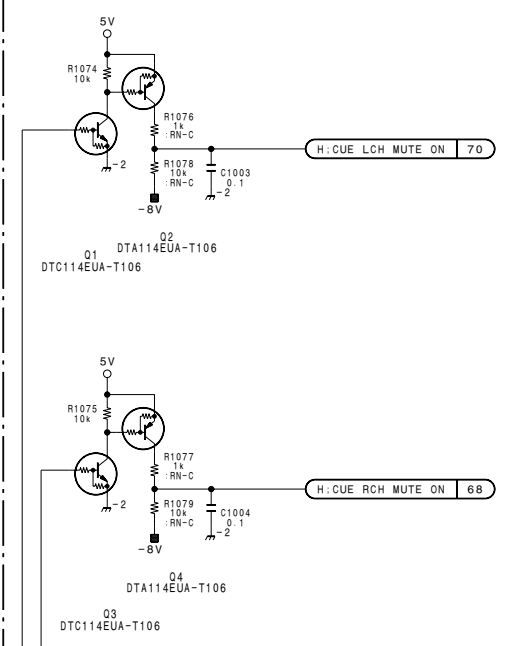 5V
R1074
10k
R1076
1k
:RN-C
H:CUE LCH MUTE ON 70
-2
R1078
10k
:RN-C
C1003
0.1
-2
-8V
Q2
DTA114EUA-T106
Q1
DTC114EUA-T106
5V
R1075
10k
R1077
1k
:RN-C
H:CUE RCH MUTE ON 68
-2
R1079
10k
:RN-C
C1004
0.1
-2
-8V
Q4
DTA114EUA-T106
Q3
DTC114EUA-T106